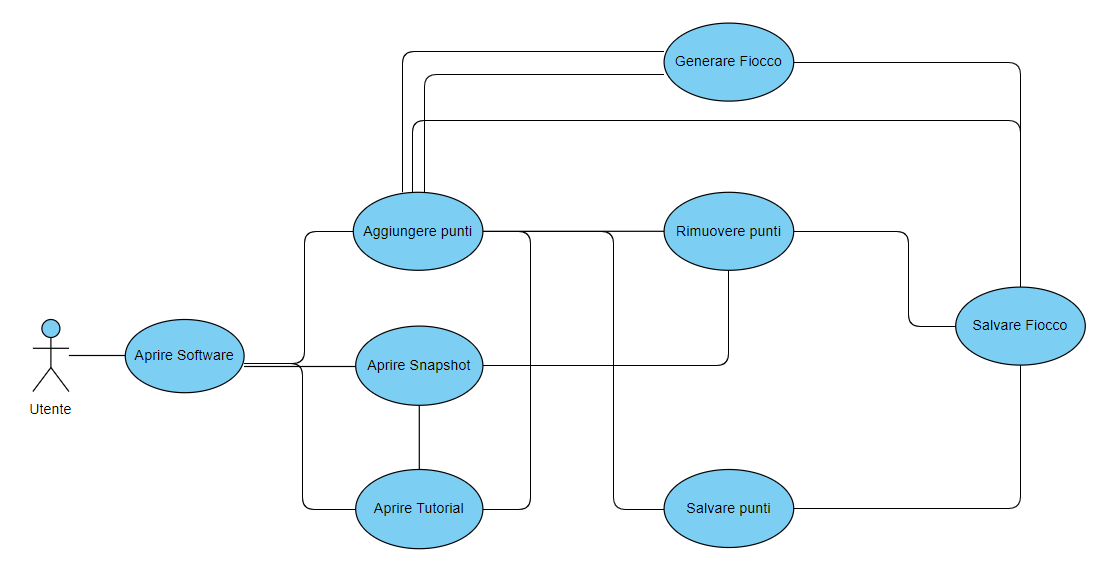 Generare Fiocco
Aggiungere punti
Rimuovere punti
Salvare Fiocco
Aprire Software
Aprire Snapshot
Utente
Aprire Tutorial
Salvare punti